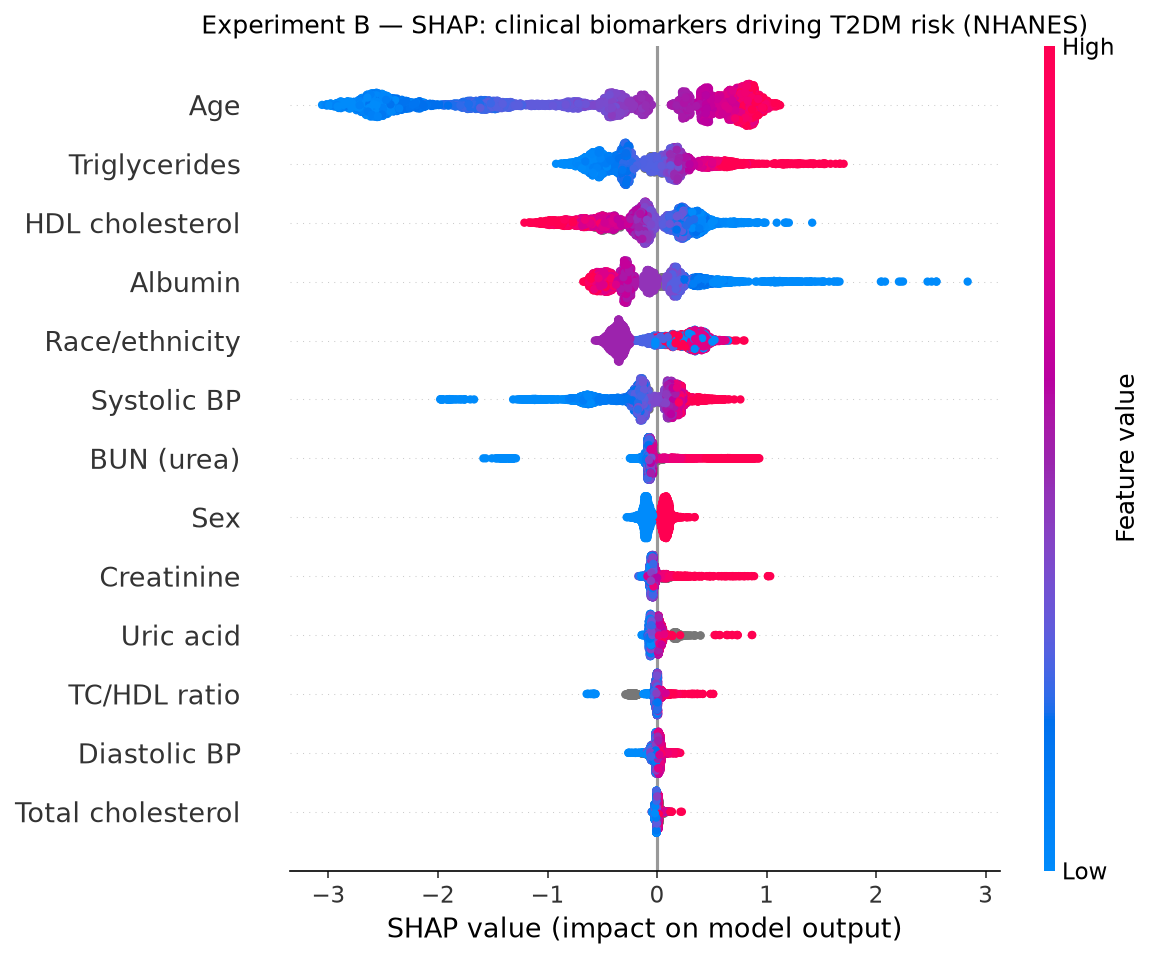 Experiment B — SHAP: clinical biomarkers driving T2DM risk (NHANES)
High
Age
Triglycerides
HDL cholesterol
Albumin
Race/ethnicity
Systolic BP
BUN (urea)
Sex
Creatinine
Uric acid
TC/HDL ratio
Diastolic BP
Total cholesterol
Feature value
Low
−3 −2 −1 0 1 2 3
SHAP value (impact on model output)